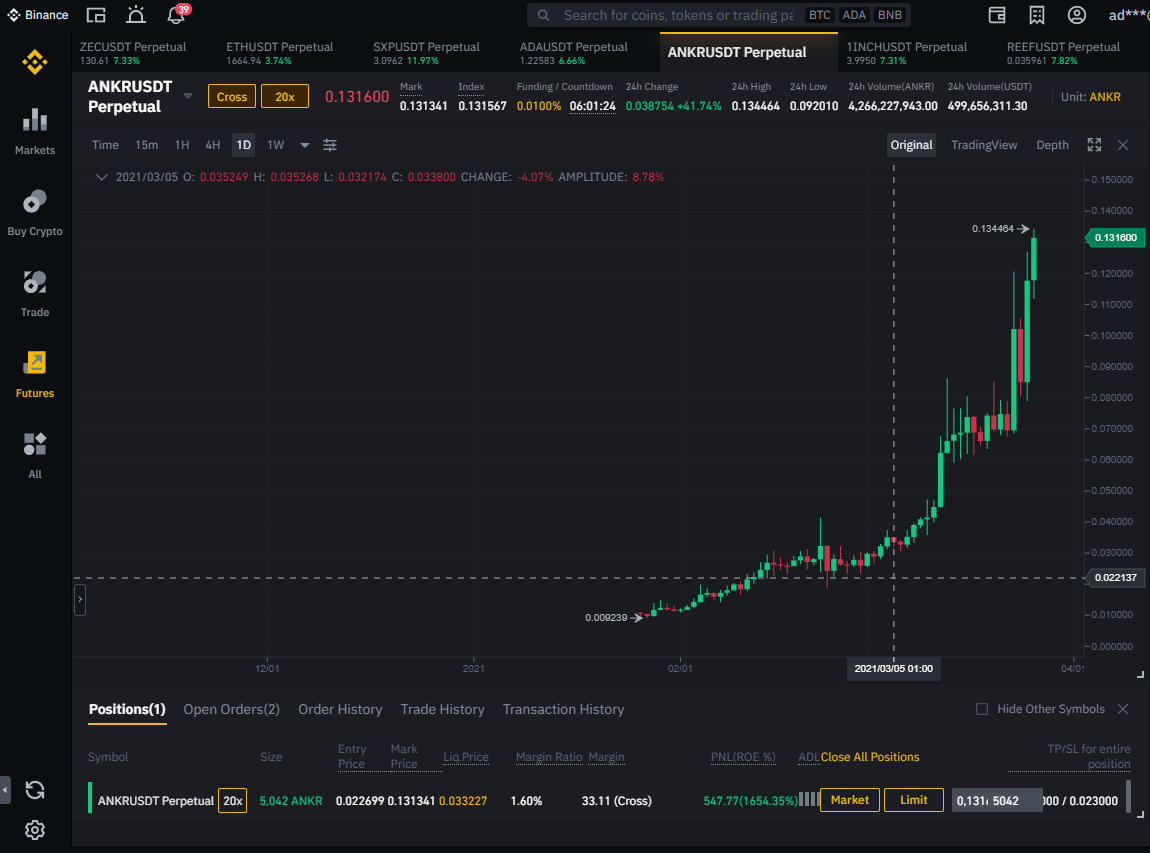 Binance
39
Search for coins, tokens or trading pa BTC ADA BNB
ad***
ZECUSDT Perpetual
130.61 7.33%
ETHUSDT Perpetual
1664.94 3.74%
SXPUSDT Perpetual
3.0962 11.97%
ADAUSDT Perpetual
1.22583 6.66%
ANKRUSDT Perpetual
1INCHUSDT Perpetual
3.9950 7.31%
REEFUSDT Perpetual
0.035961 7.82%
ANKRUSDT
Perpetual
Cross
20x
0.131600
Mark
0.131341
Index
0.131567
Funding / Countdown
0.0100% 06:01:24
24h Change
0.038754 +41.74%
24h High
0.134464
24h Low
0.092010
24h Volume(ANKR)
4,266,227,943.00
24h Volume(USDT)
499,656,311.30
Unit: ANKR
Markets
Buy Crypto
Trade
Futures
All
Time 15m 1H 4H 1D 1W
Original TradingView Depth
2021/03/05 O: 0.035249 H: 0.035268 L: 0.032174 C: 0.033800 CHANGE: -4.07% AMPLITUDE: 8.78%
0.150000
0.140000
0.134464
0.131600
0.120000
0.110000
0.100000
0.090000
0.080000
0.070000
0.060000
0.050000
0.040000
0.030000
0.022137
0.010000
0.009239
0.000000
12/01 2021 02/01 2021/03/05 01:00 04/01
Positions(1) Open Orders(2) Order History Trade History Transaction History
Hide Other Symbols
Symbol
Size
Entry
Price
Mark
Price
Liq.Price
Margin Ratio
Margin
PNL(ROE %)
ADL
Close All Positions
TP/SL for entire
position
ANKRUSDT Perpetual 20x 5,042 ANKR 0.022699 0.131341 0.033227 1.60% 33.11 (Cross) 547.77(1654.35%) Market Limit 0,131 5042 000 / 0.023000